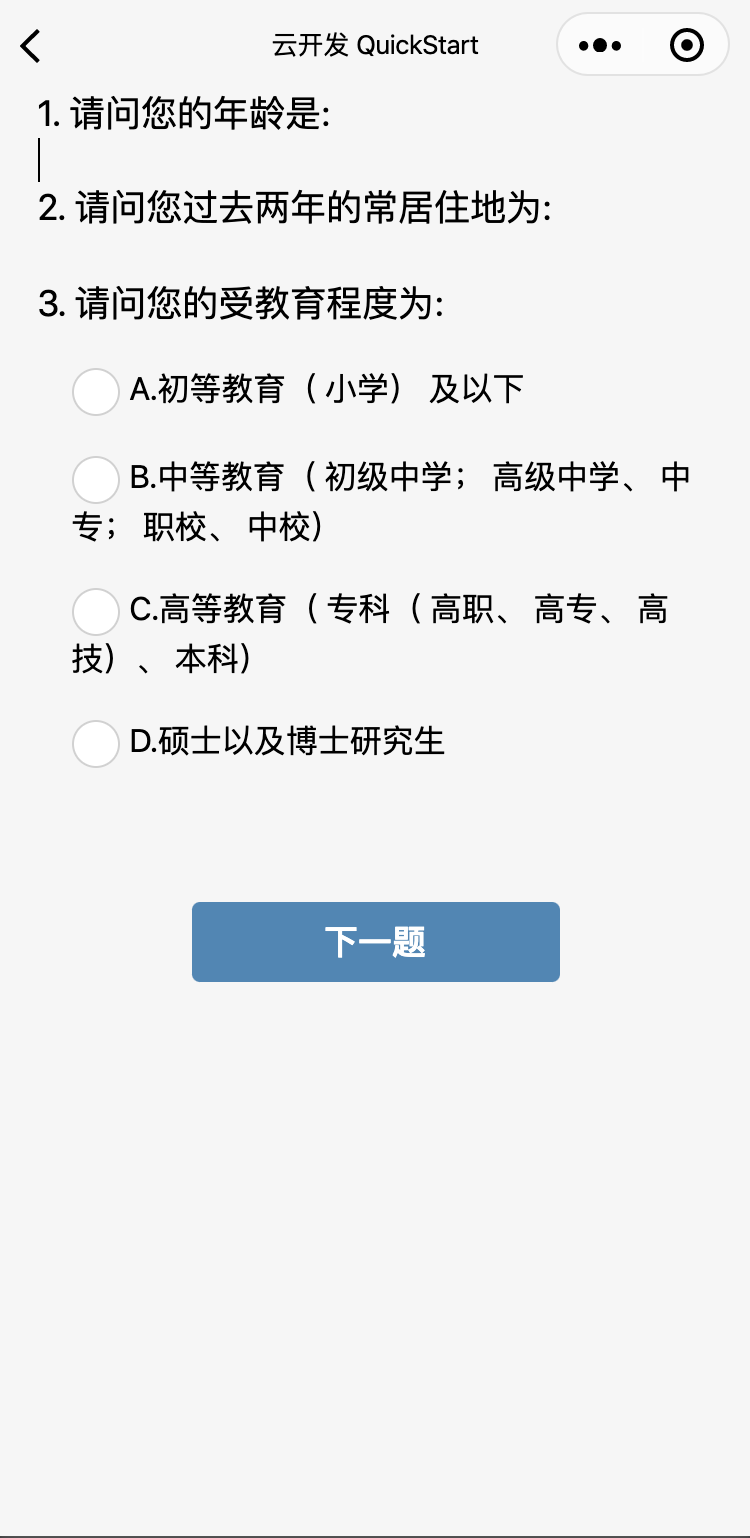 云开发 QuickStart
1. 请问您的年龄是:
2. 请问您过去两年的常居住地为:
3. 请问您的受教育程度为:
A.初等教育（小学） 及以下
B.中等教育（初级中学； 高级中学、 中
专； 职校、 中校）
C.高等教育（专科（高职、 高专、 高
技）、 本科）
D.硕士以及博士研究生
下一题